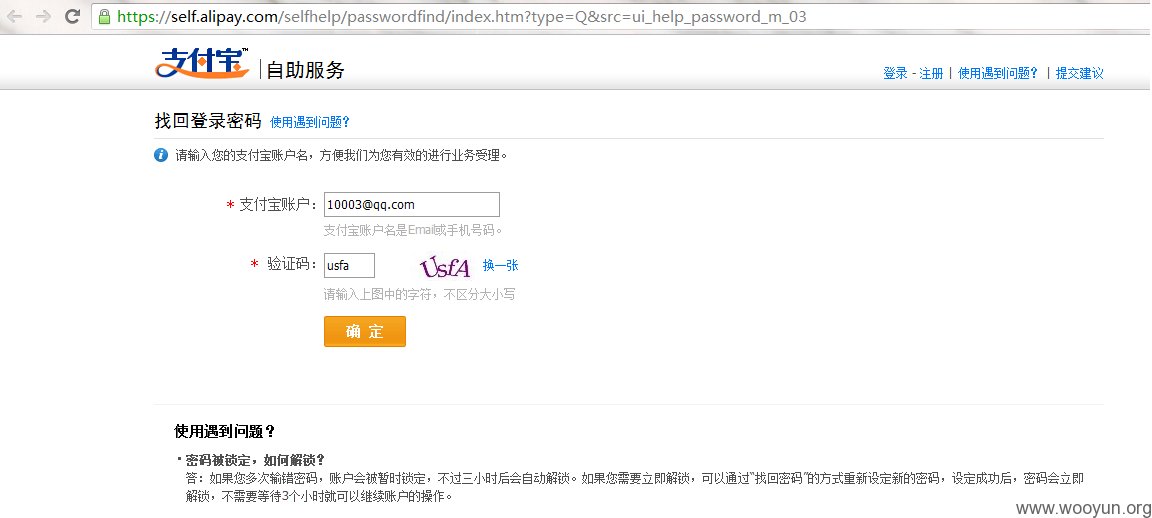 https://self.alipay.com/selfhelp/passwordfind/index.htm?type=Q&src=ui_help_password_m_03
支付宝™ | 自助服务
登录 - 注册 | 使用遇到问题? | 提交建议
找回登录密码 使用遇到问题?
请输入您的支付宝账户名，方便我们为您有效的进行业务受理。
* 支付宝账户： 10003@qq.com
支付宝账户名是Email或手机号码。
* 验证码： usfa UsfA 换一张
请输入上图中的字符，不区分大小写
确 定
使用遇到问题？
·密码被锁定，如何解锁？
答：如果您多次输错密码，账户会被暂时锁定，不过三小时后会自动解锁。如果您需要立即解锁，可以通过“找回密码”的方式重新设定新的密码，设定成功后，密码会立即
解锁，不需要等待3个小时就可以继续账户的操作。
www.wooyun.org